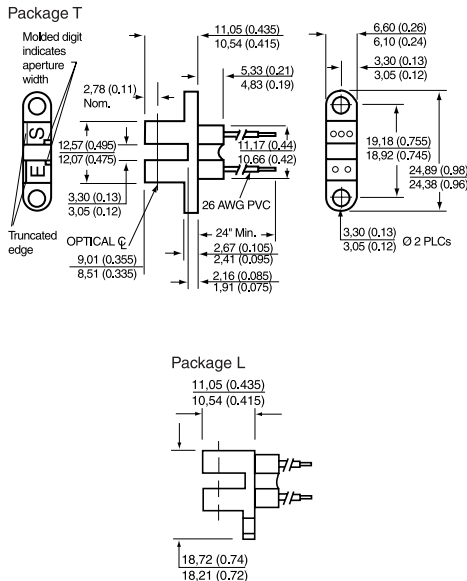 Package T
Molded digit
indicates
aperture
width
S
E
Truncated
edge
11,05 (0.435)
10,54 (0.415)
2,78 (0.11)
Nom.
5.33 (0.21)
4,83 (0.19)
12,57 (0.495)
12,07 (0.475)
11,17 (0.44)
10,66 (0.42)
3,30 (0.13)
3,05 (0.12)
26 AWG PVC
OPTICAL ℄
24" Min.
9,01 (0.355)
8,51 (0.335)
2,67 (0.105)
2,41 (0.095)
2,16 (0.085)
1,91 (0.075)
6,60 (0.26)
6,10 (0.24)
3,30 (0.13)
3,05 (0.12)
19,18 (0.755)
18,92 (0.745)
24,89 (0.98)
24,38 (0.96)
3,30 (0.13)
3,05 (0.12)
Ø 2 PLCs
Package L
11,05 (0.435)
10,54 (0.415)
18,72 (0.74)
18,21 (0.72)